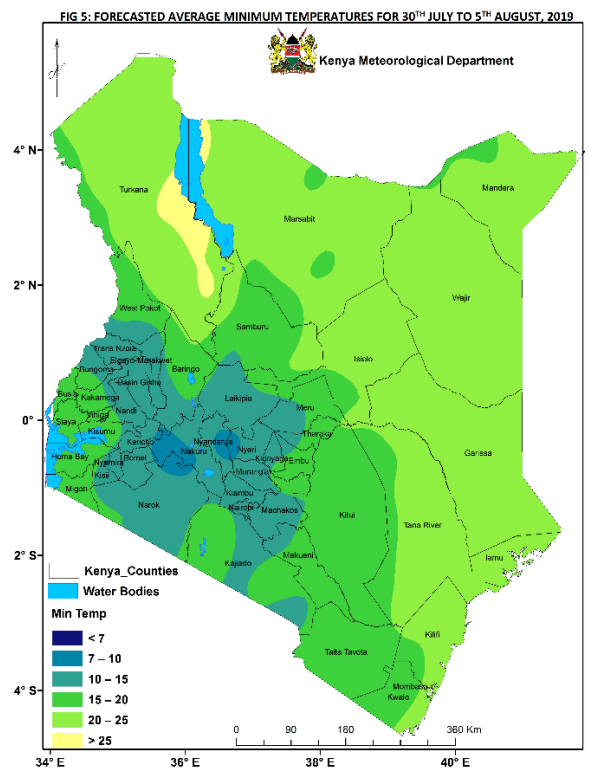 FIG 5: FORECASTED AVERAGE MINIMUM TEMPERATURES FOR 30TH JULY TO 5TH AUGUST, 2019
Kenya Meteorological Department
4° N
2° N
0°
2° S
4° S
Turkana
Marsabit
Mandera
Wajir
West Pokot
Samburu
Isiolo
Trans Nzoia
Elgeyo-Marakwet
Bungoma
Baringo
Uasin Gishu
Busia
Kakamega
Laikipia
Meru
Vihiga
Nandi
Siaya
Kisumu
Tharaka
Kericho
Nyandarua
Nyeri
Nakuru
Garissa
Homa Bay
Nyamira
Bomet
Kirinyaga
Embu
Kisii
Murang'a
Migori
Kiambu
Narok
Nairobi
Machakos
Kitui
Tana River
Kajiado
Makueni
lamu
Kilifi
Taita Taveta
Mombasa
Kwale
Kenya_Counties
Water Bodies
Min Temp
< 7
7 – 10
10 – 15
15 – 20
20 – 25
> 25
0 90 180 360 Km
34° E 36° E 38° E 40° E